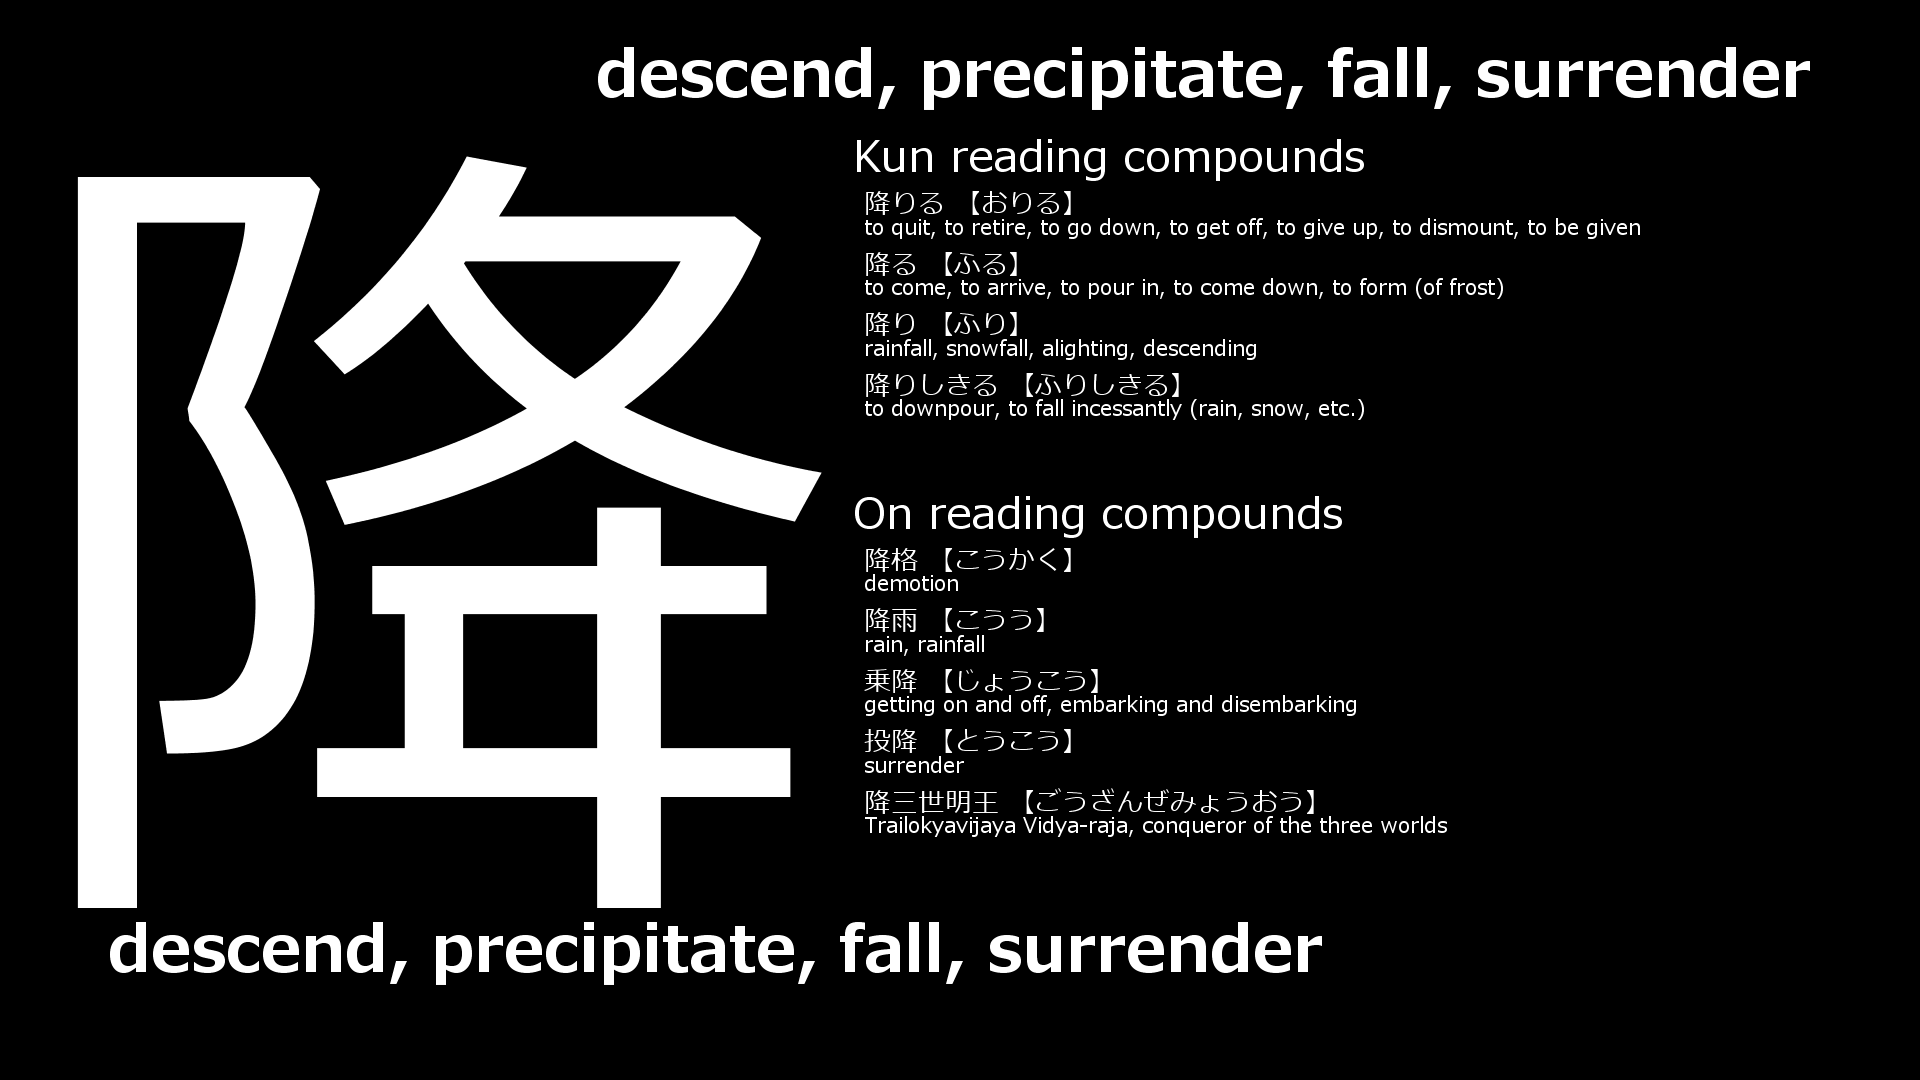 descend, precipitate, fall, surrender
降
Kun reading compounds
降りる 【おりる】
to quit, to retire, to go down, to get off, to give up, to dismount, to be given
降る 【ふる】
to come, to arrive, to pour in, to come down, to form (of frost)
降り 【ふり】
rainfall, snowfall, alighting, descending
降りしきる 【ふりしきる】
to downpour, to fall incessantly (rain, snow, etc.)
On reading compounds
降格 【こうかく】
demotion
降雨 【こうう】
rain, rainfall
乗降 【じょうこう】
getting on and off, embarking and disembarking
投降 【とうこう】
surrender
降三世明王 【ごうざんぜみょうおう】
Trailokyavijaya Vidya-raja, conqueror of the three worlds
descend, precipitate, fall, surrender